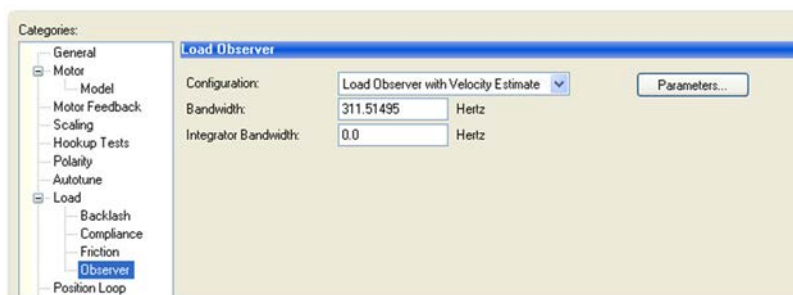 Categories:
General
Motor
Model
Motor Feedback
Scaling
Hookup Tests
Polarity
Autotune
Load
Backlash
Compliance
Friction
Observer
Position Loop
Load Observer
Configuration: Load Observer with Velocity Estimate Parameters...
Bandwidth: 311.51495 Hertz
Integrator Bandwidth: 0.0 Hertz